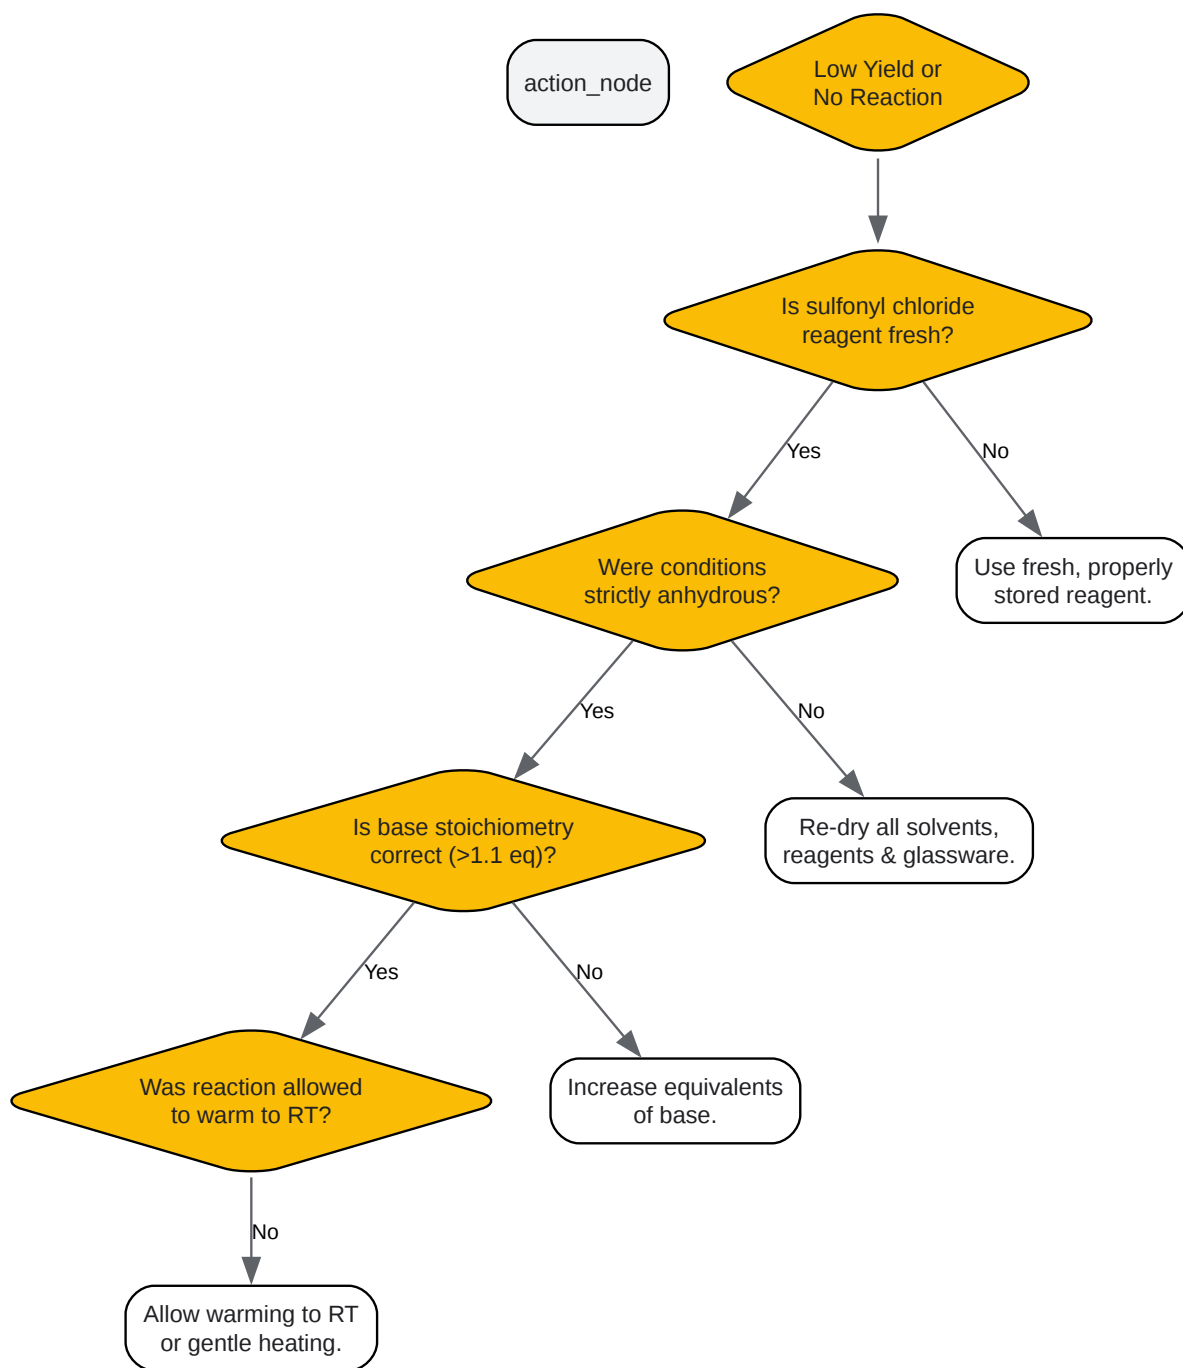 action_node
Low Yield or
No Reaction
Is sulfonyl chloride
reagent fresh?
Yes
No
Were conditions
strictly anhydrous?
Use fresh, properly
stored reagent.
Yes
No
Is base stoichiometry
correct (>1.1 eq)?
Re-dry all solvents,
reagents & glassware.
Yes
No
Was reaction allowed
to warm to RT?
Increase equivalents
of base.
No
Allow warming to RT
or gentle heating.